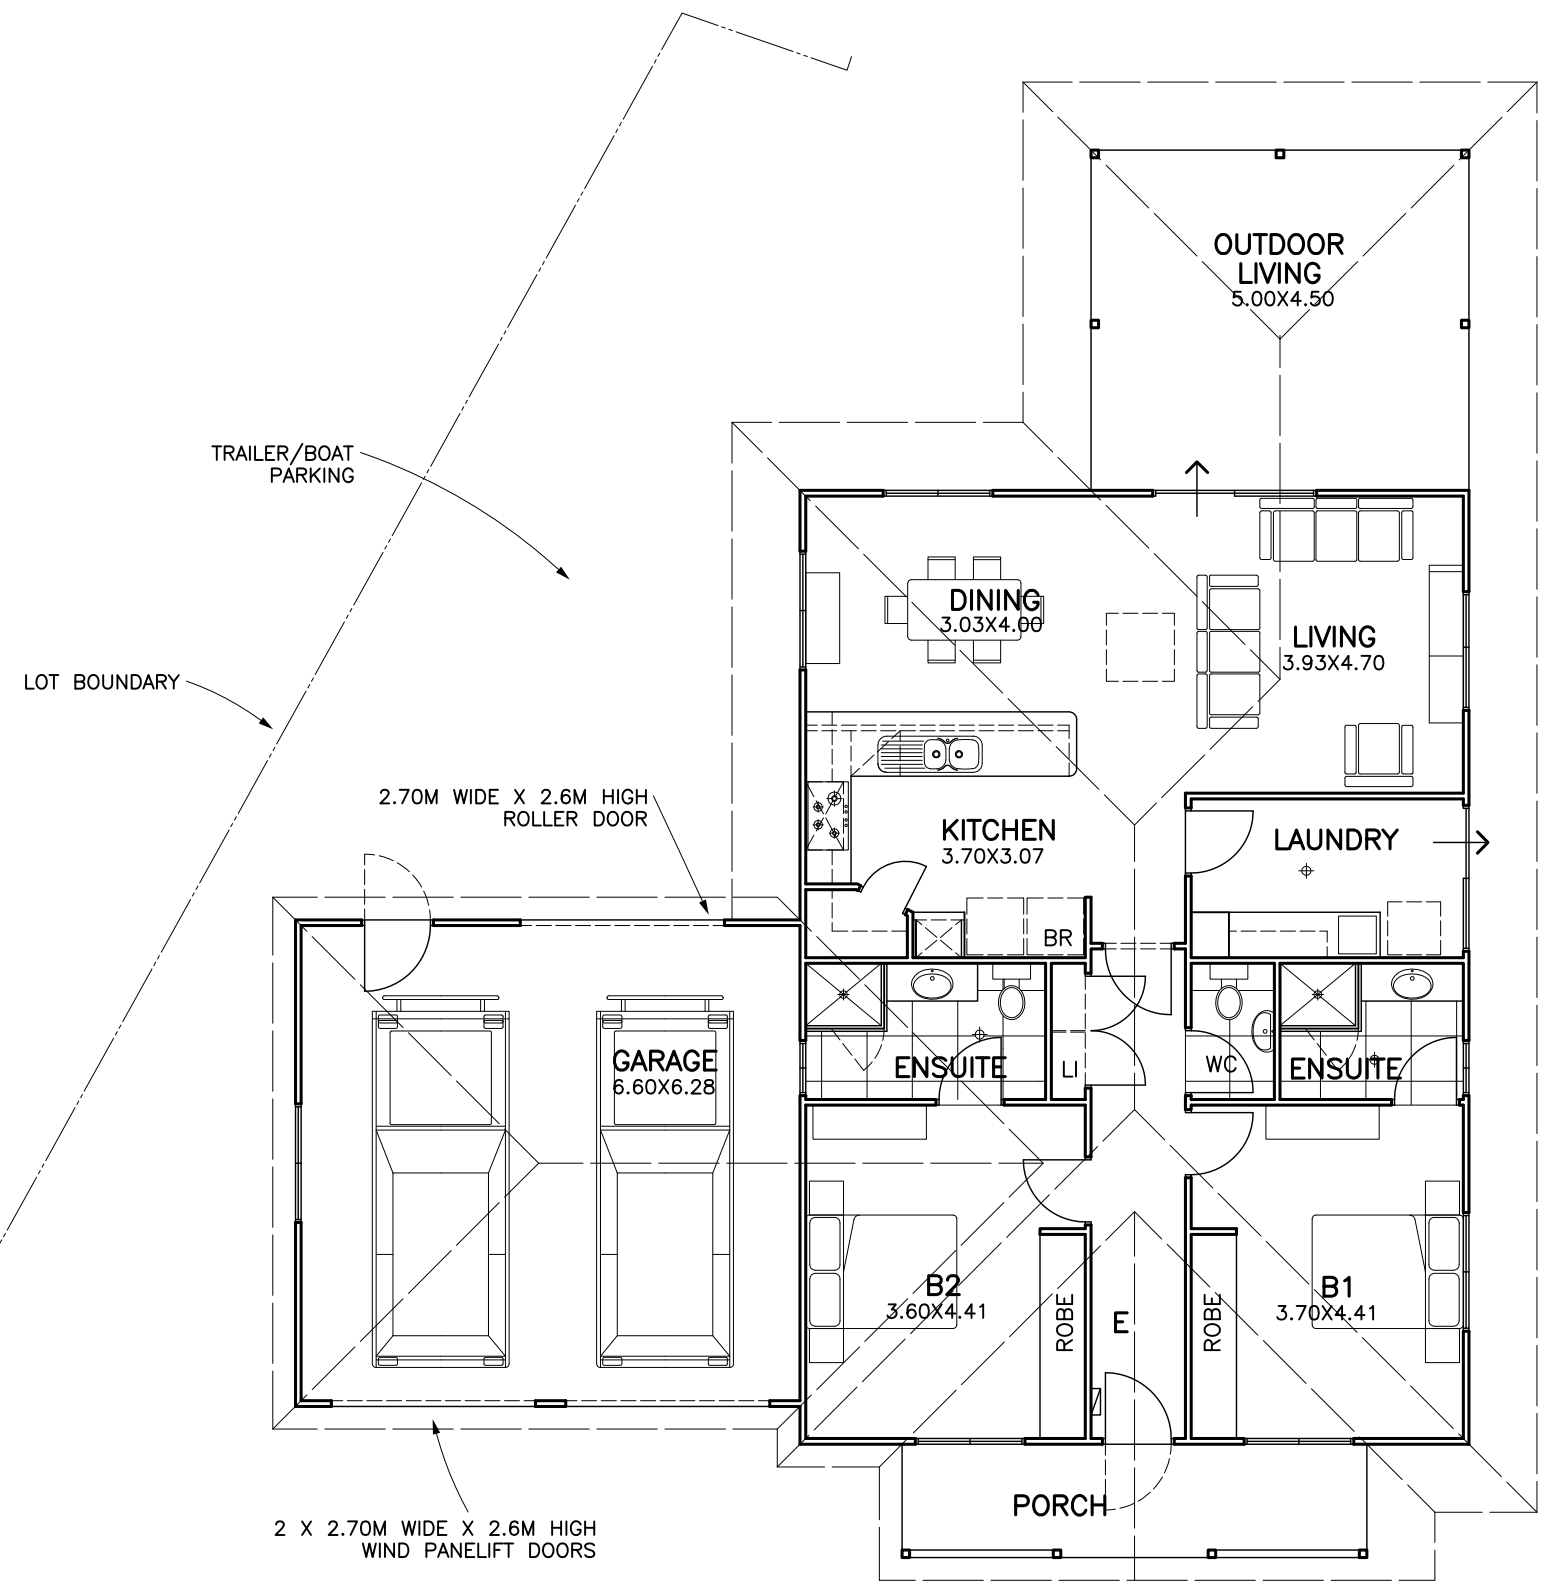 OUTDOOR
LIVING
5.00X4.50
TRAILER/BOAT
PARKING
LOT BOUNDARY
DINING
3.03X4.00
LIVING
3.93X4.70
2.70M WIDE X 2.6M HIGH
ROLLER DOOR
KITCHEN
3.70X3.07
LAUNDRY
BR
GARAGE
6.60X6.28
ENSUITE
LI
WC
ENSUITE
B2
3.60X4.41
ROBE
E
ROBE
B1
3.70X4.41
PORCH
2 X 2.70M WIDE X 2.6M HIGH
WIND PANELIFT DOORS